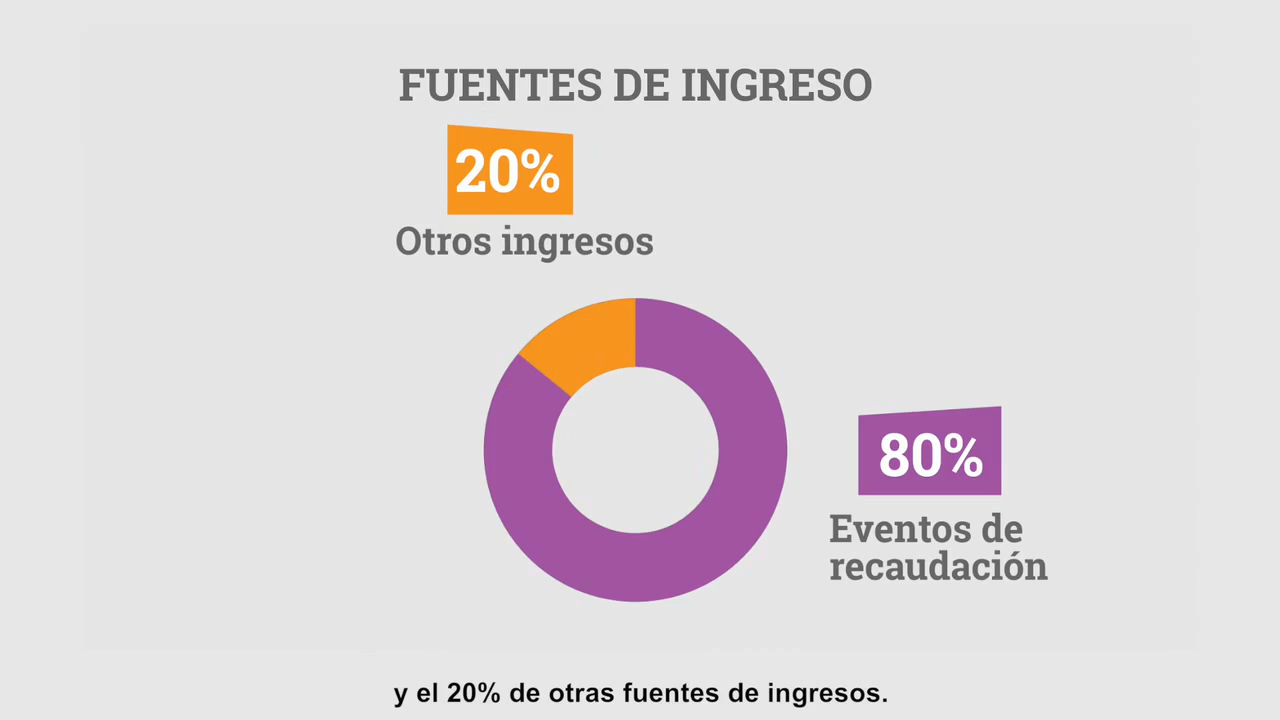 FUENTES DE INGRESO
20%
Otros ingresos
80%
Eventos de
recaudación
y el 20% de otras fuentes de ingresos.